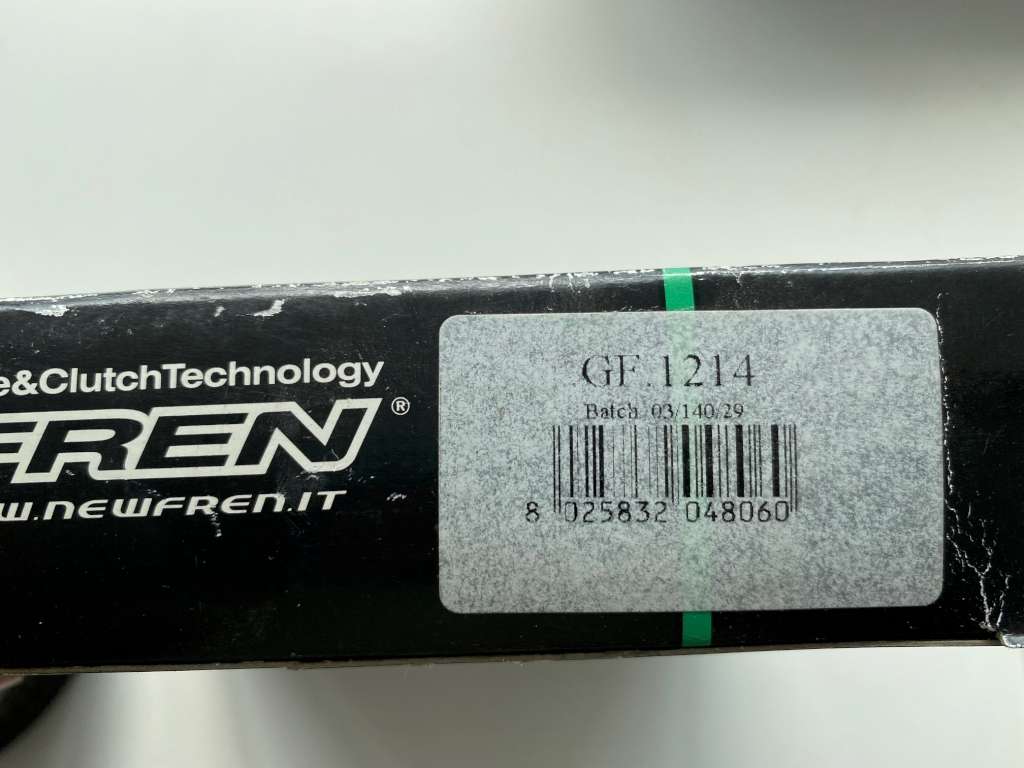 e&ClutchTechnology
FREN®
W.NEWFREN.IT
GF.1214
Batch 03/140/29
8 025832 048060